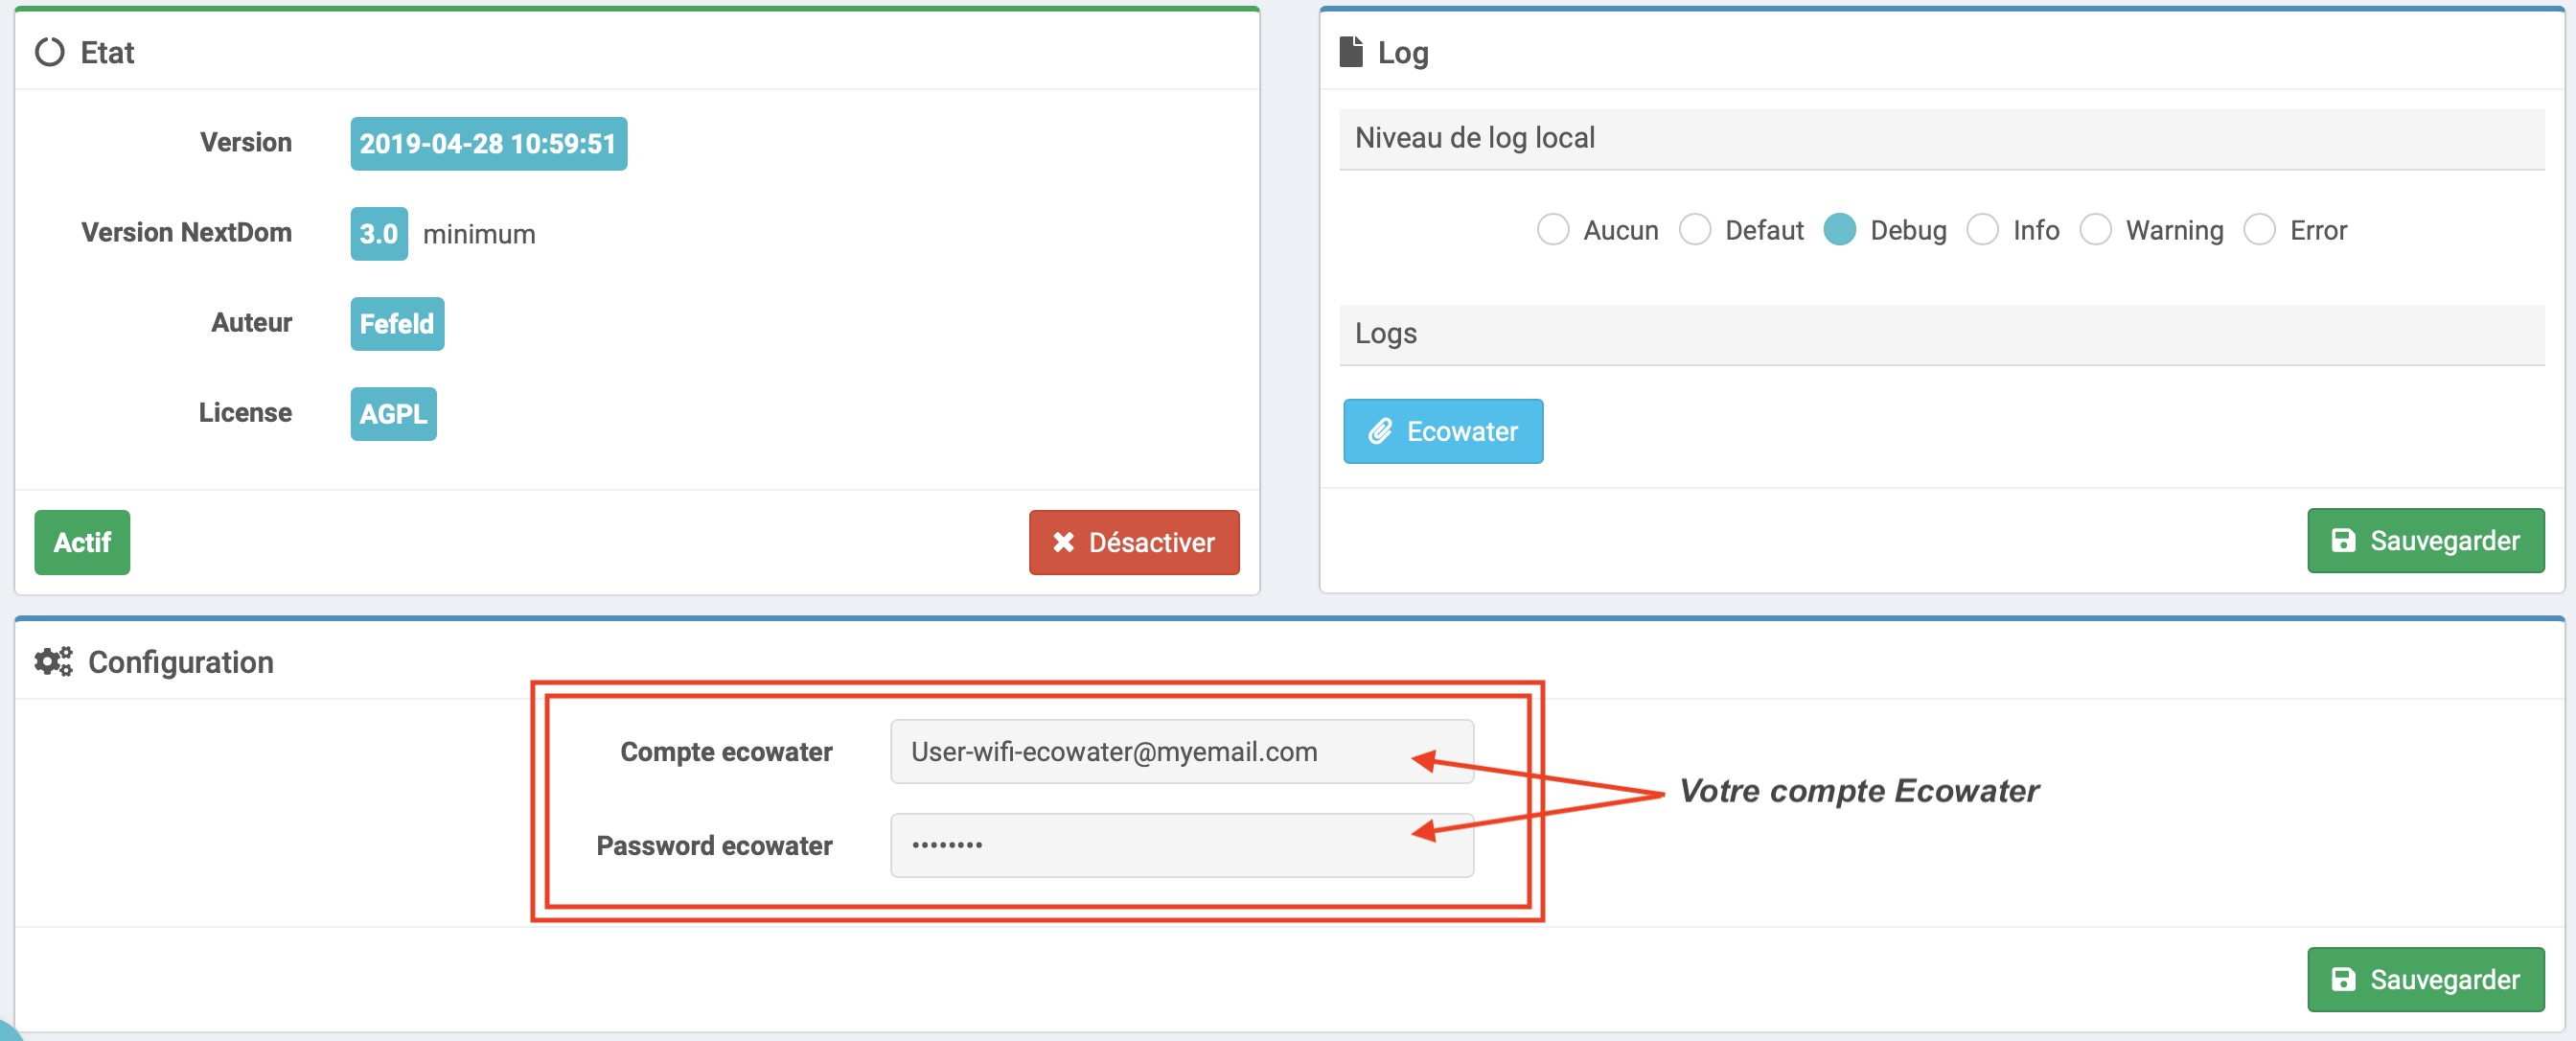 Etat
Version 2019-04-28 10:59:51
Version NextDom 3.0 minimum
Auteur Fefeld
License AGPL
Actif
Désactiver
Log
Niveau de log local
Aucun Defaut Debug Info Warning Error
Logs
Ecowater
Sauvegarder
Configuration
Compte ecowater User-wifi-ecowater@myemail.com
Password ecowater ••••••••
Votre compte Ecowater
Sauvegarder